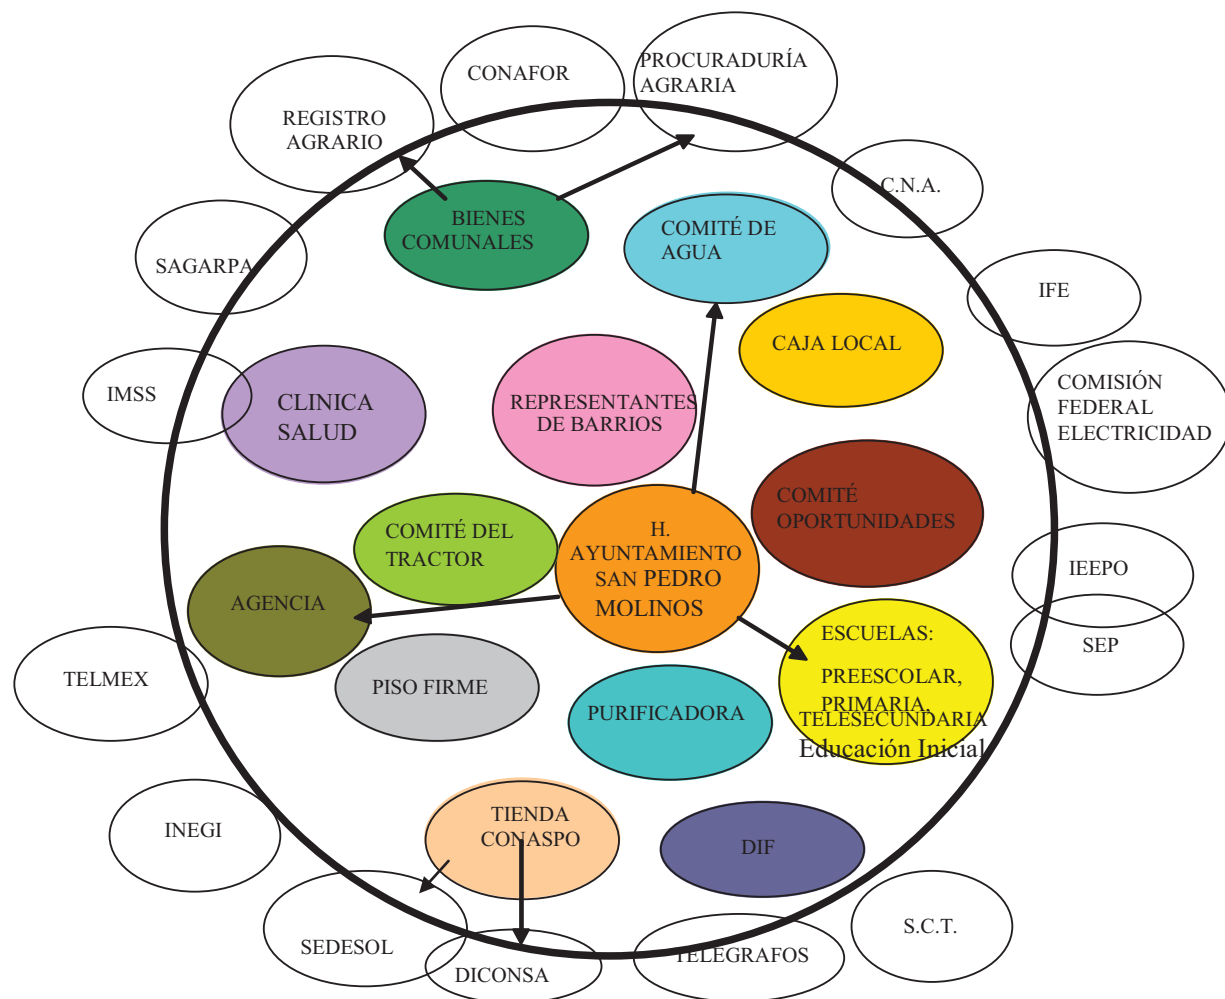 CONAFOR
PROCURADURÍA
AGRARIA
REGISTRO
AGRARIO
C.N.A.
BIENES
COMUNALES
COMITÉ DE
AGUA
SAGARPA
IFE
CAJA LOCAL
IMSS
CLINICA
SALUD
REPRESENTANTES
DE BARRIOS
COMISIÓN
FEDERAL
ELECTRICIDAD
COMITÉ
OPORTUNIDADES
COMITÉ DEL
TRACTOR
H.
AYUNTAMIENTO
SAN PEDRO
MOLINOS
IEEPO
AGENCIA
SEP
ESCUELAS:
PREESCOLAR,
PRIMARIA,
TELESECUNDARIA
Educación Inicial
TELMEX
PISO FIRME
PURIFICADORA
INEGI
TIENDA
CONASPO
DIF
SEDESOL
DICONSA
TELÉGRAFOS
S.C.T.